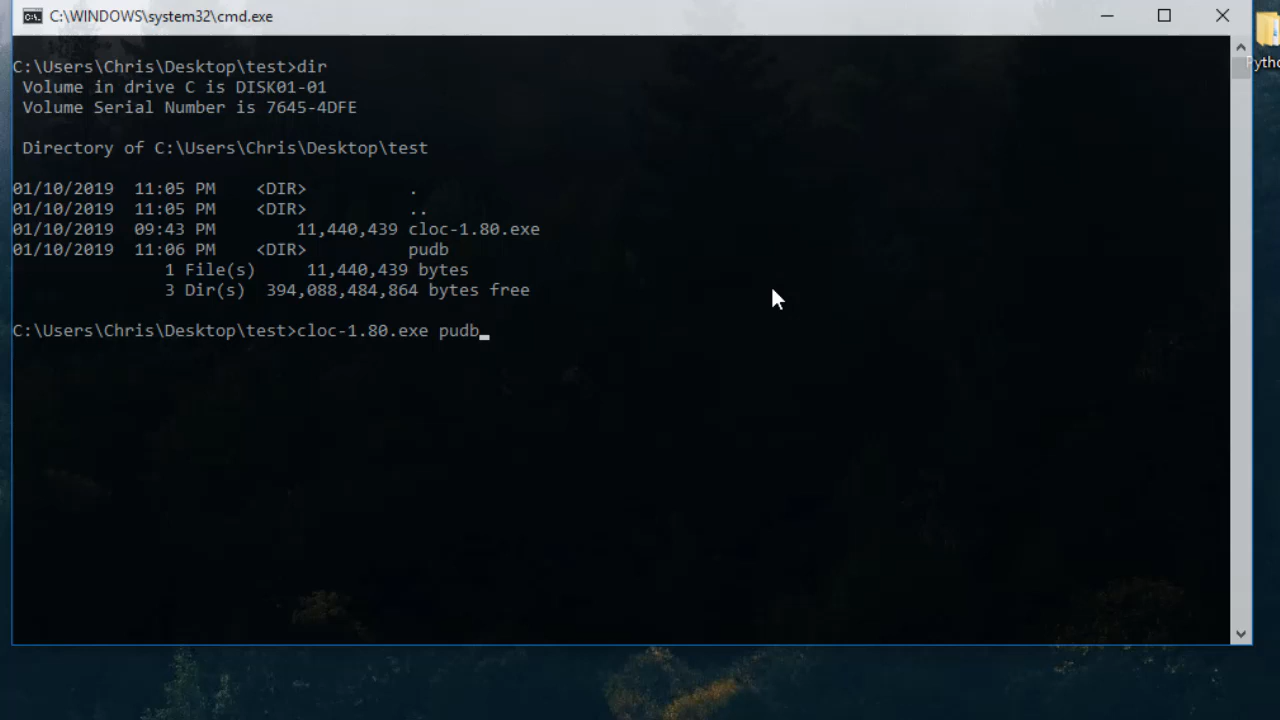 C:\WINDOWS\system32\cmd.exe
C:\Users\Chris\Desktop\test>dir
Volume in drive C is DISK01-01
Volume Serial Number is 7645-4DFE
Directory of C:\Users\Chris\Desktop\test
01/10/2019  11:05 PM    <DIR>          .
01/10/2019  11:05 PM    <DIR>          ..
01/10/2019  09:43 PM        11,440,439 cloc-1.80.exe
01/10/2019  11:06 PM    <DIR>          pudb
1 File(s)     11,440,439 bytes
3 Dir(s)  394,088,484,864 bytes free
C:\Users\Chris\Desktop\test>cloc-1.80.exe pudb